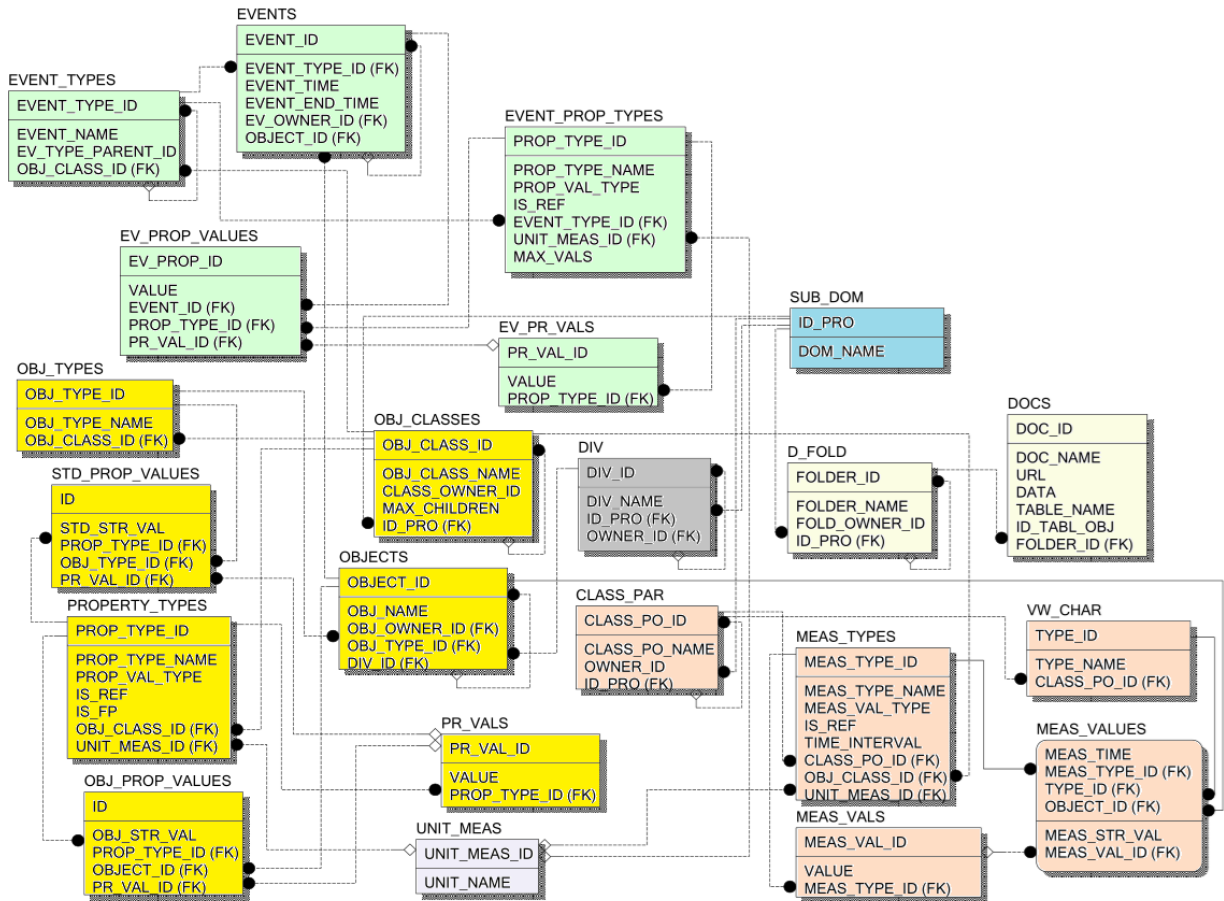 EVENTS
EVENT_ID
EVENT_TYPE_ID (FK)
EVENT_TIME
EVENT_END_TIME
EV_OWNER_ID (FK)
OBJECT_ID (FK)
EVENT_TYPES
EVENT_TYPE_ID
EVENT_NAME
EV_TYPE_PARENT_ID
OBJ_CLASS_ID (FK)
EVENT_PROP_TYPES
PROP_TYPE_ID
PROP_TYPE_NAME
PROP_VAL_TYPE
IS_REF
EVENT_TYPE_ID (FK)
UNIT_MEAS_ID (FK)
MAX_VALS
EV_PROP_VALUES
EV_PROP_ID
VALUE
EVENT_ID (FK)
PROP_TYPE_ID (FK)
PR_VAL_ID (FK)
SUB_DOM
ID_PRO
DOM_NAME
EV_PR_VALS
PR_VAL_ID
VALUE
PROP_TYPE_ID (FK)
OBJ_TYPES
OBJ_TYPE_ID
OBJ_TYPE_NAME
OBJ_CLASS_ID (FK)
OBJ_CLASSES
OBJ_CLASS_ID
OBJ_CLASS_NAME
CLASS_OWNER_ID
MAX_CHILDREN
ID_PRO (FK)
DIV
DIV_ID
DIV_NAME
ID_PRO (FK)
OWNER_ID (FK)
D_FOLD
FOLDER_ID
FOLDER_NAME
FOLD_OWNER_ID
ID_PRO (FK)
DOCS
DOC_ID
DOC_NAME
URL
DATA
TABLE_NAME
ID_TABL_OBJ
FOLDER_ID (FK)
STD_PROP_VALUES
ID
STD_STR_VAL
PROP_TYPE_ID (FK)
OBJ_TYPE_ID (FK)
PR_VAL_ID (FK)
OBJECTS
OBJECT_ID
OBJ_NAME
OBJ_OWNER_ID (FK)
OBJ_TYPE_ID (FK)
DIV_ID (FK)
CLASS_PAR
CLASS_PO_ID
CLASS_PO_NAME
OWNER_ID
ID_PRO (FK)
PROPERTY_TYPES
PROP_TYPE_ID
PROP_TYPE_NAME
PROP_VAL_TYPE
IS_REF
IS_FP
OBJ_CLASS_ID (FK)
UNIT_MEAS_ID (FK)
MEAS_TYPES
MEAS_TYPE_ID
MEAS_TYPE_NAME
MEAS_VAL_TYPE
IS_REF
TIME_INTERVAL
CLASS_PO_ID (FK)
OBJ_CLASS_ID (FK)
UNIT_MEAS_ID (FK)
VW_CHAR
TYPE_ID
TYPE_NAME
CLASS_PO_ID (FK)
PR_VALS
PR_VAL_ID
VALUE
PROP_TYPE_ID (FK)
MEAS_VALUES
MEAS_TIME
MEAS_TYPE_ID (FK)
TYPE_ID (FK)
OBJECT_ID (FK)
MEAS_STR_VAL
MEAS_VAL_ID (FK)
OBJ_PROP_VALUES
ID
OBJ_STR_VAL
PROP_TYPE_ID (FK)
OBJECT_ID (FK)
PR_VAL_ID (FK)
UNIT_MEAS
UNIT_MEAS_ID
UNIT_NAME
MEAS_VALS
MEAS_VAL_ID
VALUE
MEAS_TYPE_ID (FK)